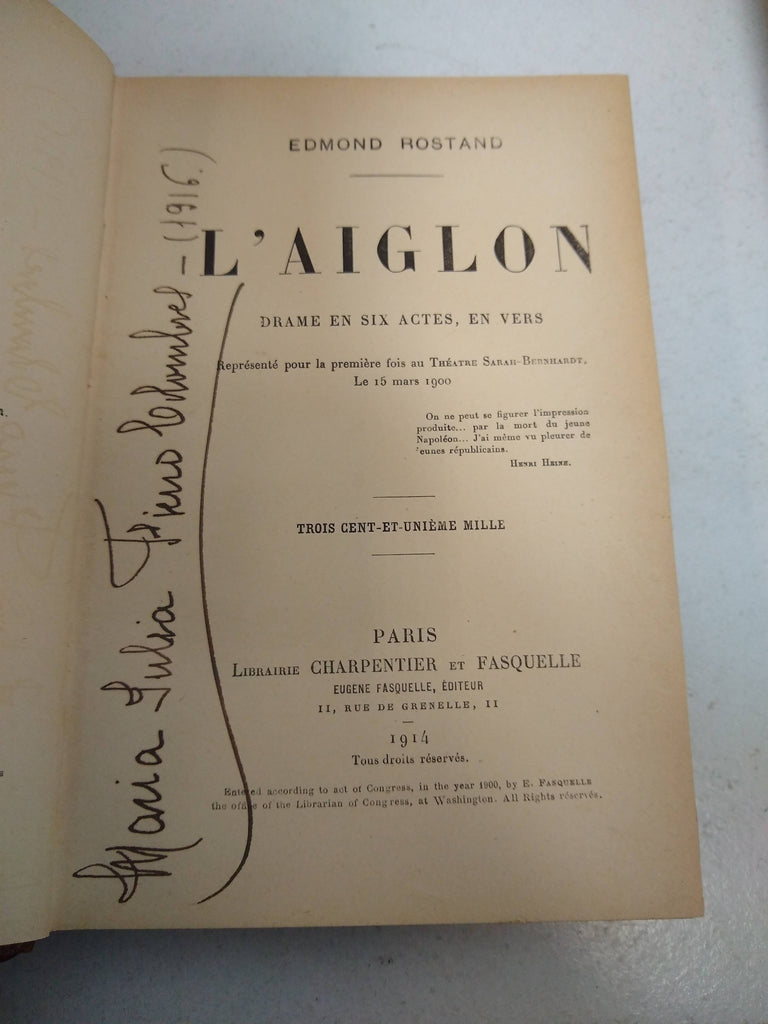 EDMOND ROSTAND
L'AIGLON
DRAME EN SIX ACTES, EN VERS
Représenté pour la première fois au THÉATRE SARAH-BERNHARDT,
Le 15 mars 1900
On ne peut se figurer l'impression
produite... par la mort du jeune
Napoléon... J'ai même vu pleurer de
eunes républicains.
HENRI HEINE.
TROIS CENT-ET-UNIÈME MILLE
PARIS
LIBRAIRIE CHARPENTIER ET FASQUELLE
EUGÈNE FASQUELLE, ÉDITEUR
11, RUE DE GRENELLE, 11
1914
Tous droits réservés.
Entered according to act of Congress, in the year 1900, by E. FASQUELLE
the office of the Librarian of Congress, at Washington. All Rights réservés.
Maria Julia Colombres - (1916.)